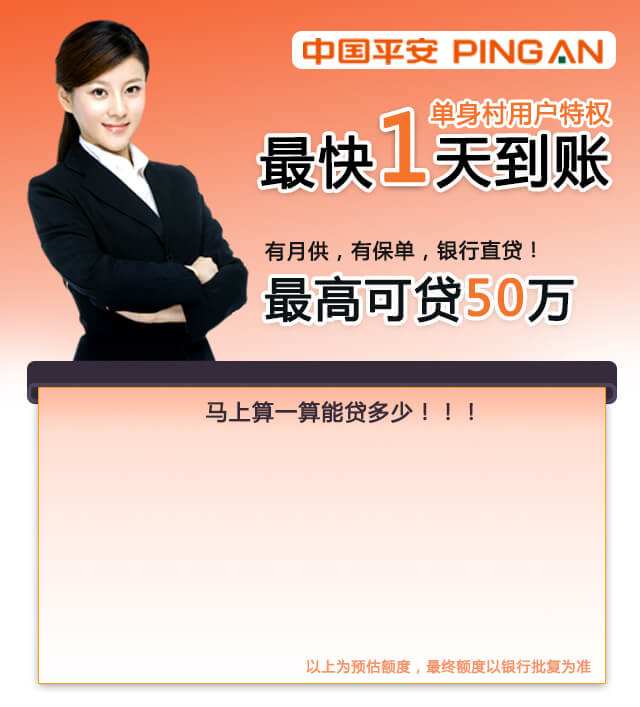 中国平安 PING AN
单身村用户特权
最快1天到账
有月供，有保单，银行直贷！
最高可贷50万
马上算一算能贷多少！！！
以上为预估额度，最终额度以银行批复为准